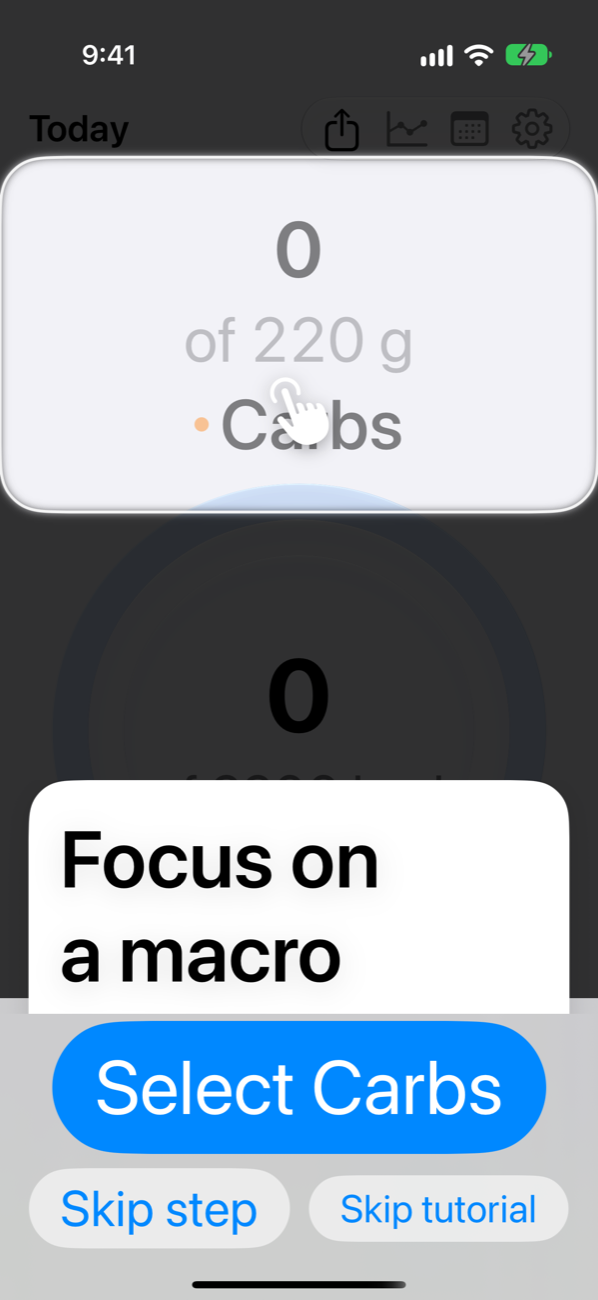 9:41
Today
0
of 220 g
Carbs
0
Focus on
a macro
Select Carbs
Skip step
Skip tutorial